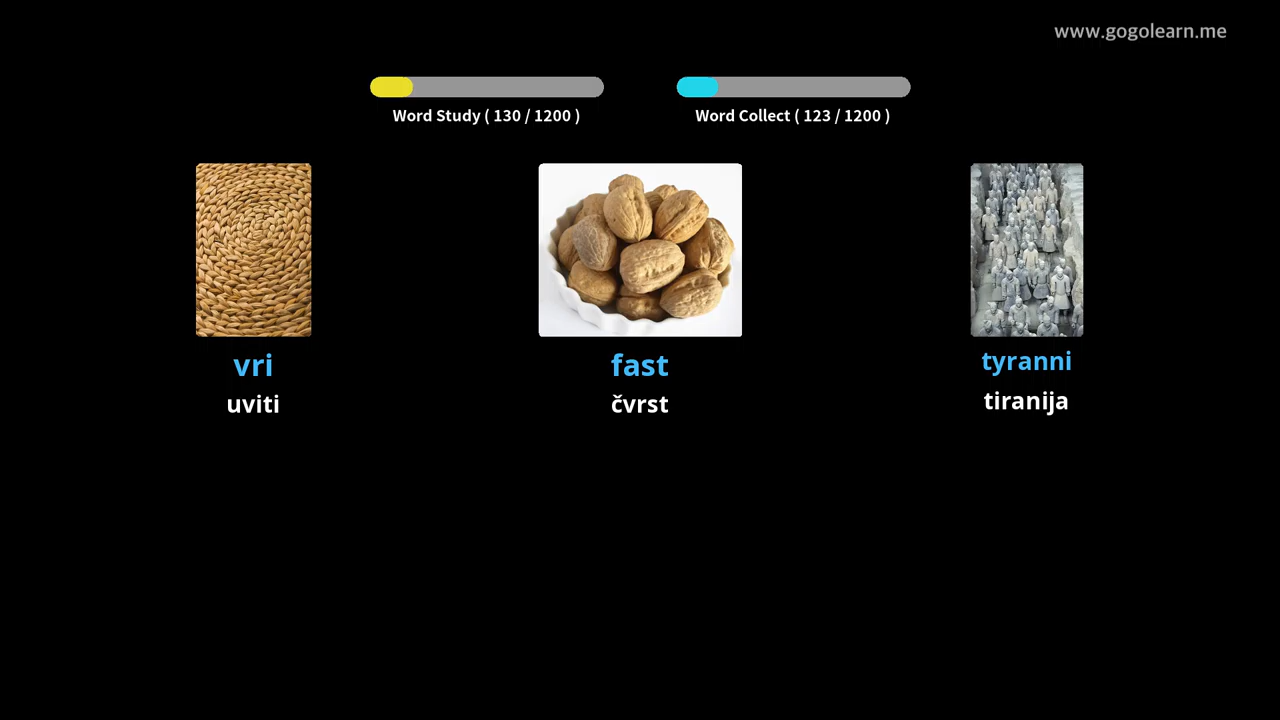 www.gogolearn.me
Word Study ( 130 / 1200 )
Word Collect ( 123 / 1200 )
vri
uviti
fast
čvrst
tyranni
tiranija